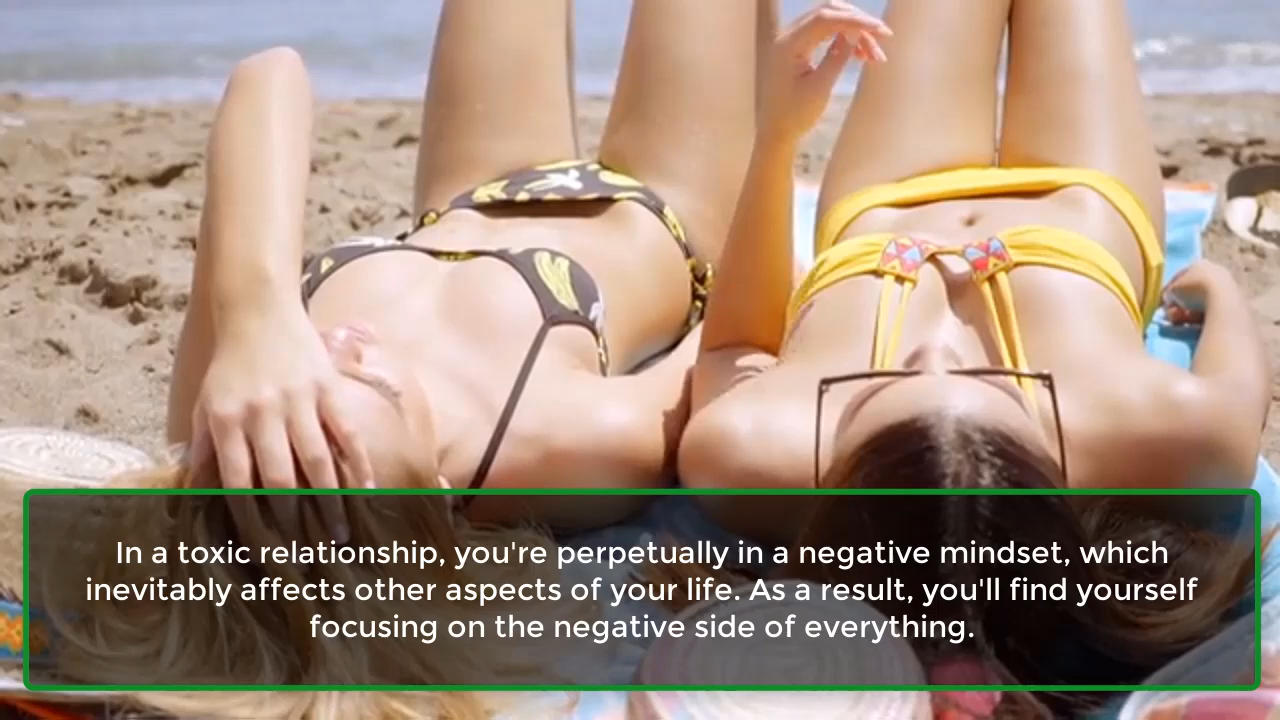 In a toxic relationship, you're perpetually in a negative mindset, which
inevitably affects other aspects of your life. As a result, you'll find yourself
focusing on the negative side of everything.